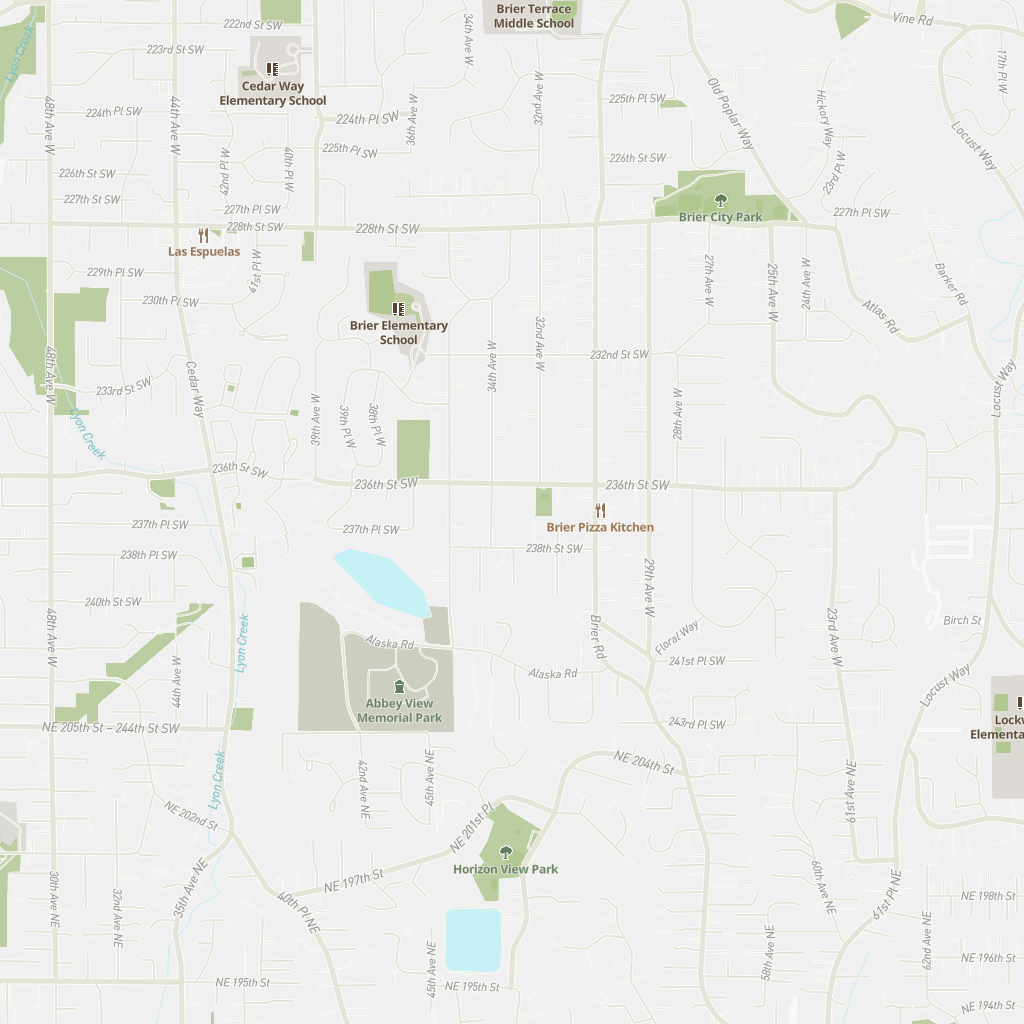 Brier Terrace
Middle School
222nd St SW
34th Ave W
Vine Rd
Lyon Creek
223rd St SW
17th Pl W
Cedar Way
Elementary School
Old Poplar Way
32nd Ave W
225th Pl SW
Hickory Way
36th Ave W
48th Ave W
44th Ave W
224th Pl SW
224th Pl SW
Locust Way
225th Pl SW
40th Pl W
42nd Pl W
226th St SW
23rd Pl W
226th St SW
227th St SW
227th Pl SW
Brier City Park
227th Pl SW
228th St SW
228th St SW
Las Espuelas
41st Pl W
229th Pl SW
27th Ave W
25th Ave W
24th Ave W
Barker Rd
230th Pl SW
Atlas Rd
Brier Elementary
School
32nd Ave W
34th Ave W
232nd St SW
48th Ave W
233rd St SW
Cedar Way
Locust Way
39th Ave W
39th Pl W
38th Pl W
28th Ave W
Lyon Creek
236th St SW
236th St SW
236th St SW
Brier Pizza Kitchen
237th Pl SW
237th Pl SW
238th Pl SW
238th St SW
29th Ave W
240th St SW
48th Ave W
Lyon Creek
Alaska Rd
Brier Rd
Floral Way
23rd Ave W
Birch St
241st Pl SW
Alaska Rd
44th Ave W
Locust Way
Abbey View
Memorial Park
243rd Pl SW
Lockw
Elementa
NE 205th St – 244th St SW
Lyon Creek
42nd Ave NE
45th Ave NE
NE 204th St
61st Ave NE
NE 202nd St
NE 201st Pl
Horizon View Park
NE 197th St
35th Ave NE
40th Pl NE
30th Ave NE
32nd Ave NE
60th Ave NE
61st Pl NE
NE 198th St
62nd Ave NE
58th Ave NE
45th Ave NE
NE 196th St
NE 195th St
NE 195th St
NE 194th St